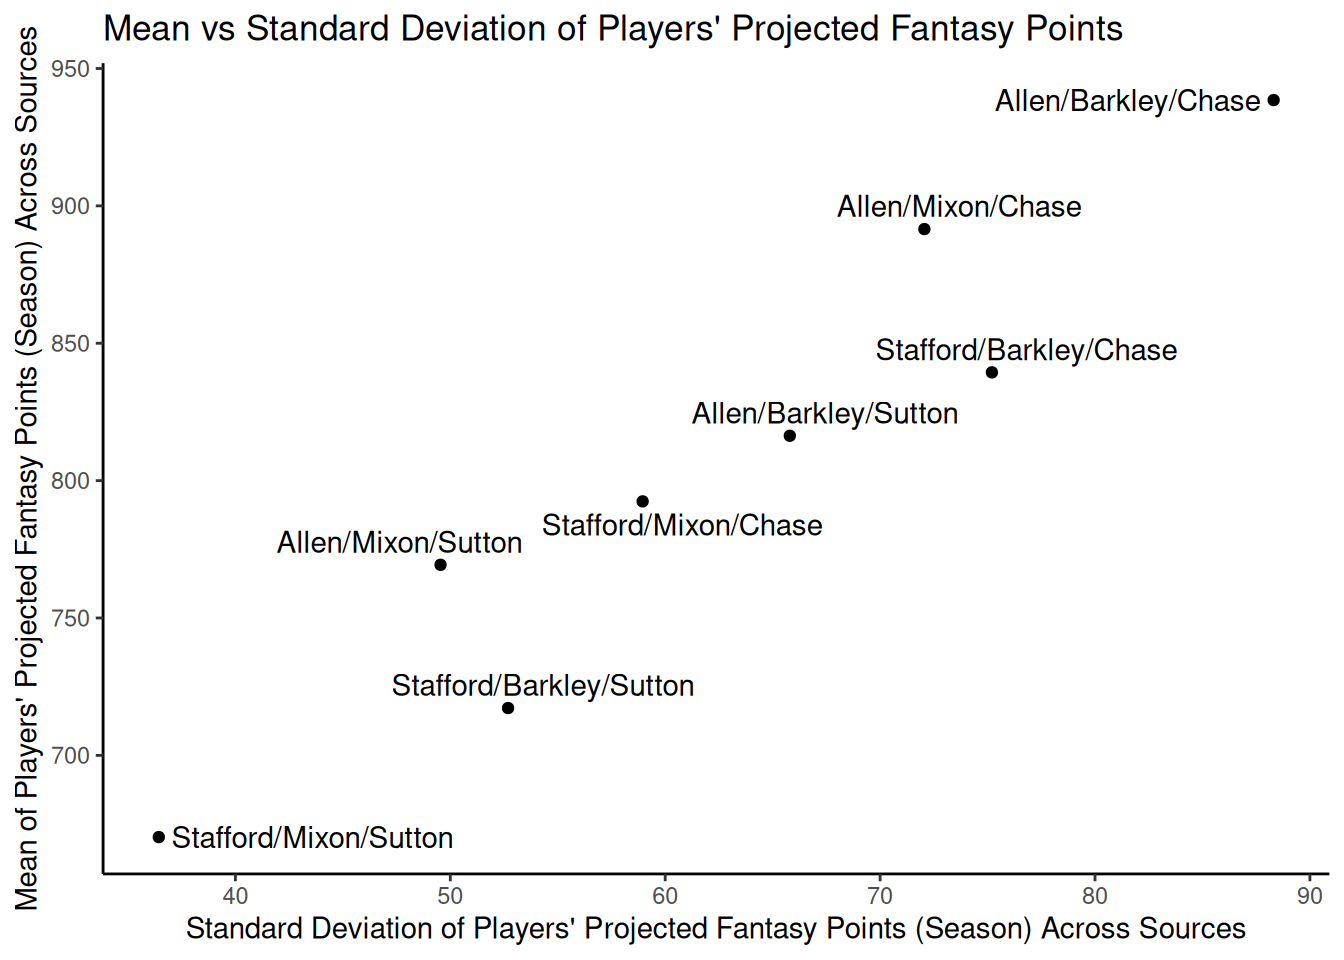 Mean vs Standard Deviation of Players' Projected Fantasy Points
Mean of Players' Projected Fantasy Points (Season) Across Sources
950
900
850
800
750
700
Allen/Barkley/Chase
Allen/Mixon/Chase
Stafford/Barkley/Chase
Allen/Barkley/Sutton
Stafford/Mixon/Chase
Allen/Mixon/Sutton
Stafford/Barkley/Sutton
Stafford/Mixon/Sutton
40 50 60 70 80 90
Standard Deviation of Players' Projected Fantasy Points (Season) Across Sources